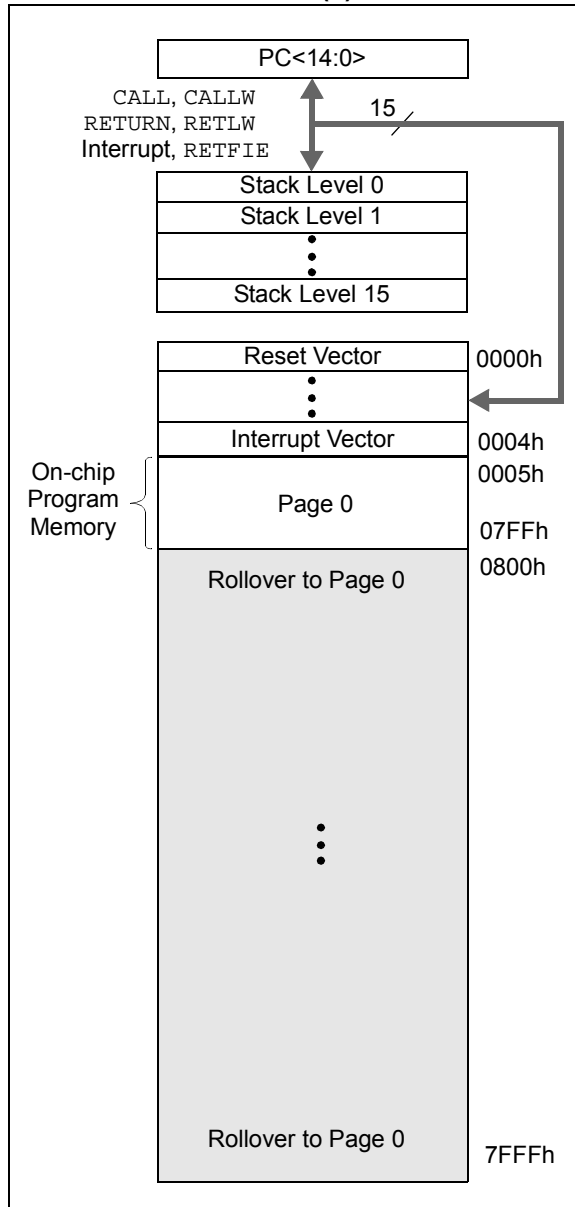 PC<14:0>
CALL, CALLW
RETURN, RETLW
Interrupt, RETFIE
15
Stack Level 0
Stack Level 1
Stack Level 15
Reset Vector
0000h
Interrupt Vector
0004h
On-chip
Program
Memory
Page 0
0005h
07FFh
Rollover to Page 0
0800h
Rollover to Page 0
7FFFh